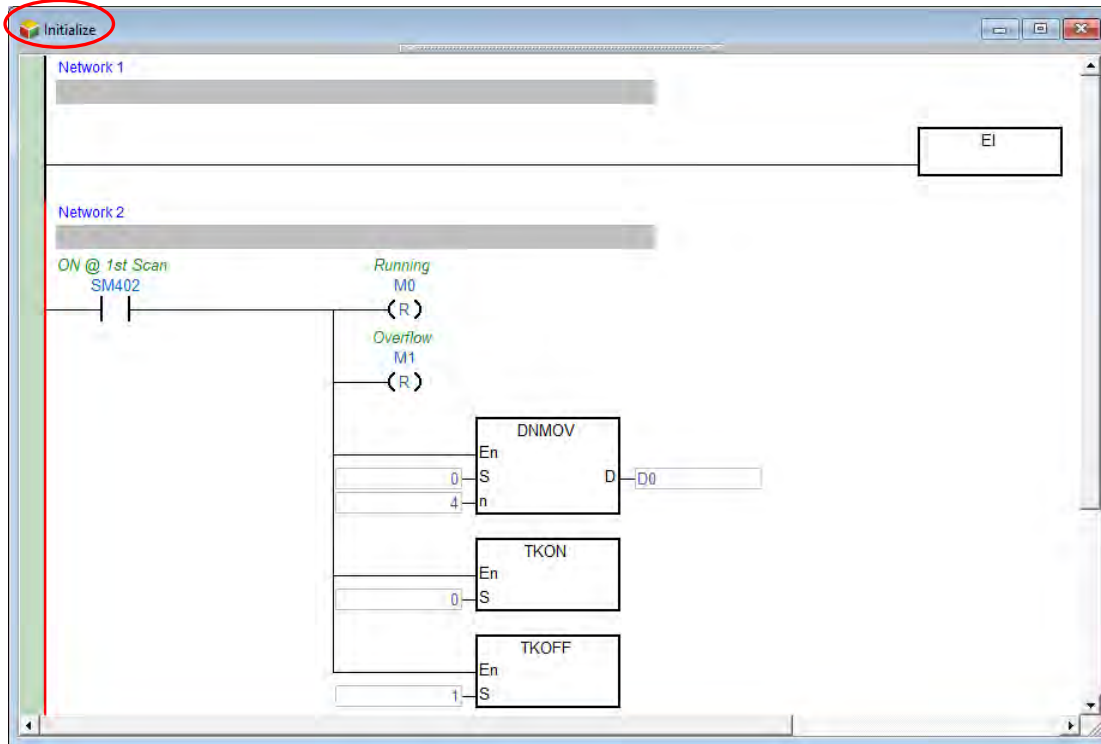 Initialize
Network 1
EI
Network 2
ON @ 1st Scan
SM402
Running
M0
R
Overflow
M1
R
DNMOV
En
0 S D D0
4 n
TKON
En
0 S
TKOFF
En
1 S